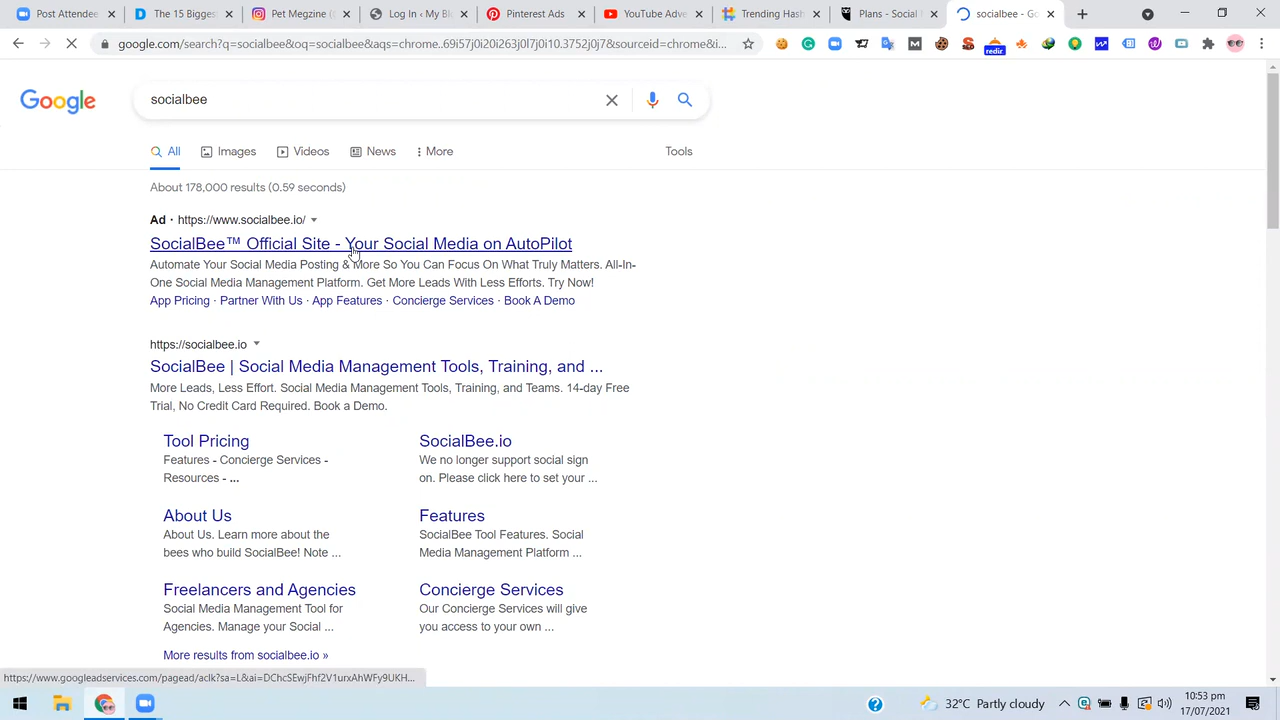 Post Attendee
The 15 Biggest
Instagram Pet Megzine (
Log In ‹ My Bl
Pinterest Ads
YouTube Adve
Trending Hash
Plans - Social
socialbee - Go
google.com/search?q=socialbee&oq=socialbee&aqs=chrome..69i57j0i20i263j0l7j0i10.3752j0j7&sourceid=chrome&i...
redir
Google
socialbee
All
Images
Videos
News
More
Tools
About 178,000 results (0.59 seconds)
Ad · https://www.socialbee.io/
SocialBee™ Official Site - Your Social Media on AutoPilot
Automate Your Social Media Posting & More So You Can Focus On What Truly Matters. All-In-
One Social Media Management Platform. Get More Leads With Less Efforts. Try Now!
App Pricing · Partner With Us · App Features · Concierge Services · Book A Demo
https://socialbee.io
SocialBee | Social Media Management Tools, Training, and ...
More Leads, Less Effort. Social Media Management Tools, Training, and Teams. 14-day Free
Trial, No Credit Card Required. Book a Demo.
Tool Pricing
Features - Concierge Services -
Resources - ...
SocialBee.io
We no longer support social sign
on. Please click here to set your ...
About Us
About Us. Learn more about the
bees who build SocialBee! Note ...
Features
SocialBee Tool Features. Social
Media Management Platform ...
Freelancers and Agencies
Social Media Management Tool for
Agencies. Manage your Social ...
Concierge Services
Our Concierge Services will give
you access to your own ...
More results from socialbee.io »
https://www.googleadservices.com/pagead/aclk?sa=L&ai=DChcSEwjFhf2V1urxAhWFy9UKH...
32°C Partly cloudy
10:53 pm
17/07/2021